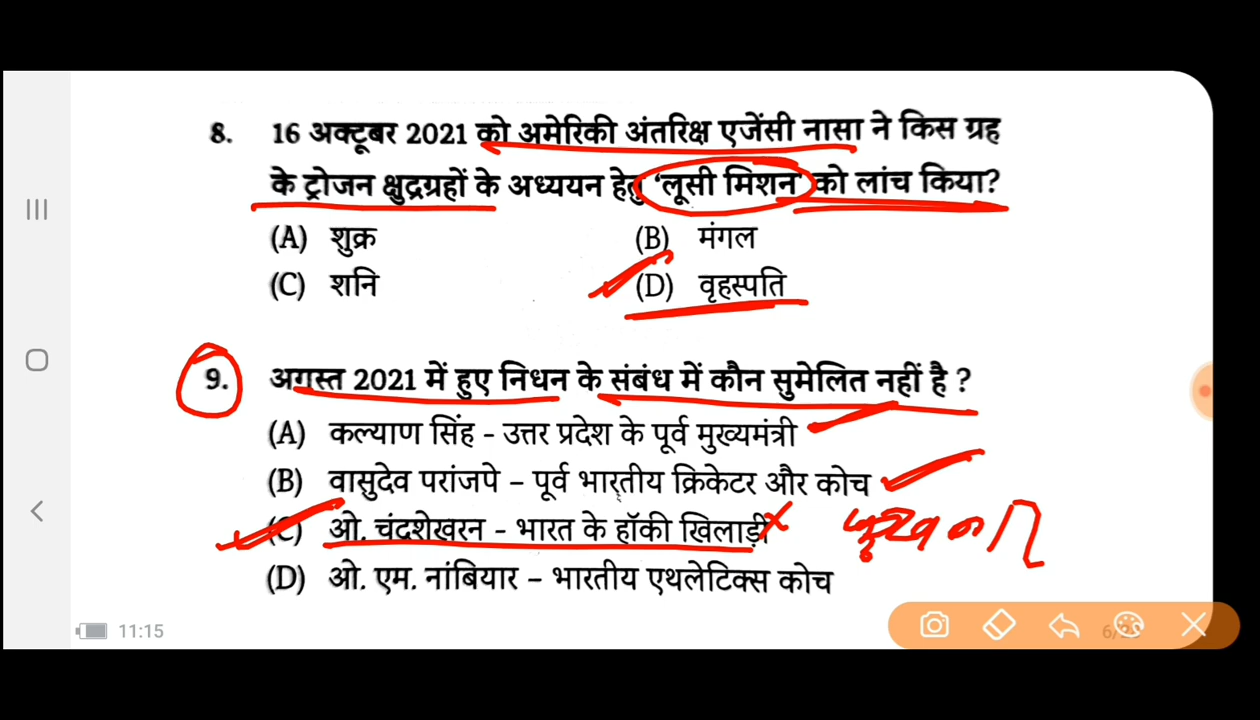 8. 16 अक्टूबर 2021 को अमेरिकी अंतरिक्ष एजेंसी नासा ने किस ग्रह
के ट्रोजन क्षुद्रग्रहों के अध्ययन हेतु 'लूसी मिशन' को लांच किया?
(A) शुक्र (B) मंगल
(C) शनि (D) वृहस्पति
9. अगस्त 2021 में हुए निधन के संबंध में कौन सुमेलित नहीं है ?
(A) कल्याण सिंह - उत्तर प्रदेश के पूर्व मुख्यमंत्री
(B) वासुदेव परांजपे - पूर्व भारतीय क्रिकेटर और कोच
(C) ओ. चंद्रशेखरन - भारत के हॉकी खिलाड़ी
(D) ओ. एम. नांबियार - भारतीय एथलेटिक्स कोच
11:15